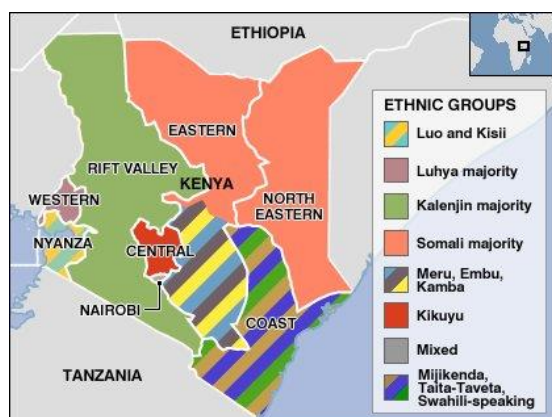 ETHIOPIA
EASTERN
RIFT VALLEY
KENYA
NORTH
EASTERN
WESTERN
NYANZA
CENTRAL
NAIROBI
COAST
TANZANIA
ETHNIC GROUPS
Luo and Kisii
Luhya majority
Kalenjin majority
Somali majority
Meru, Embu,
Kamba
Kikuyu
Mixed
Mijikenda,
Taita-Taveta,
Swahili-speaking